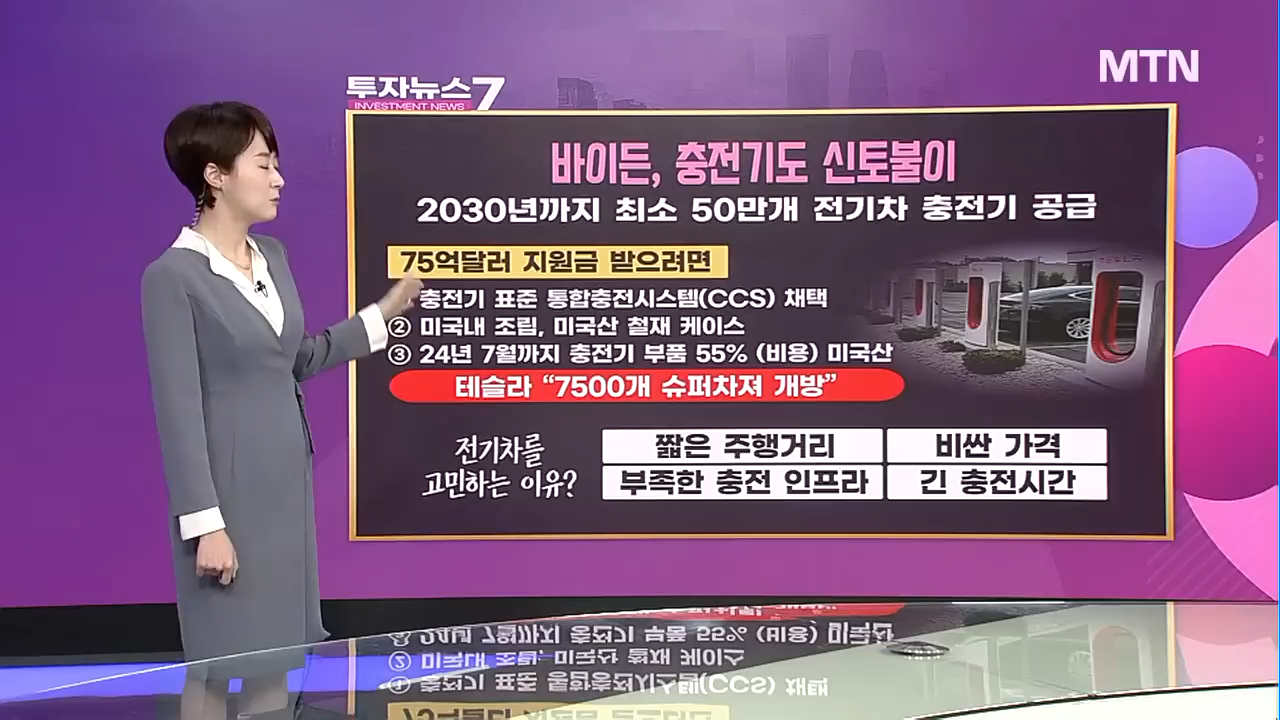 MTN
투자뉴스7
INVESTMENT NEWS
바이든, 충전기도 신토불이
2030년까지 최소 50만개 전기차 충전기 공급
75억달러 지원금 받으려면
충전기 표준 통합충전시스템(CCS) 채택
② 미국내 조립, 미국산 철재 케이스
③ 24년 7월까지 충전기 부품 55% (비용) 미국산
테슬라 “7500개 슈퍼차져 개방”
전기차를
고민하는 이유?
짧은 주행거리
비싼 가격
부족한 충전 인프라
긴 충전시간